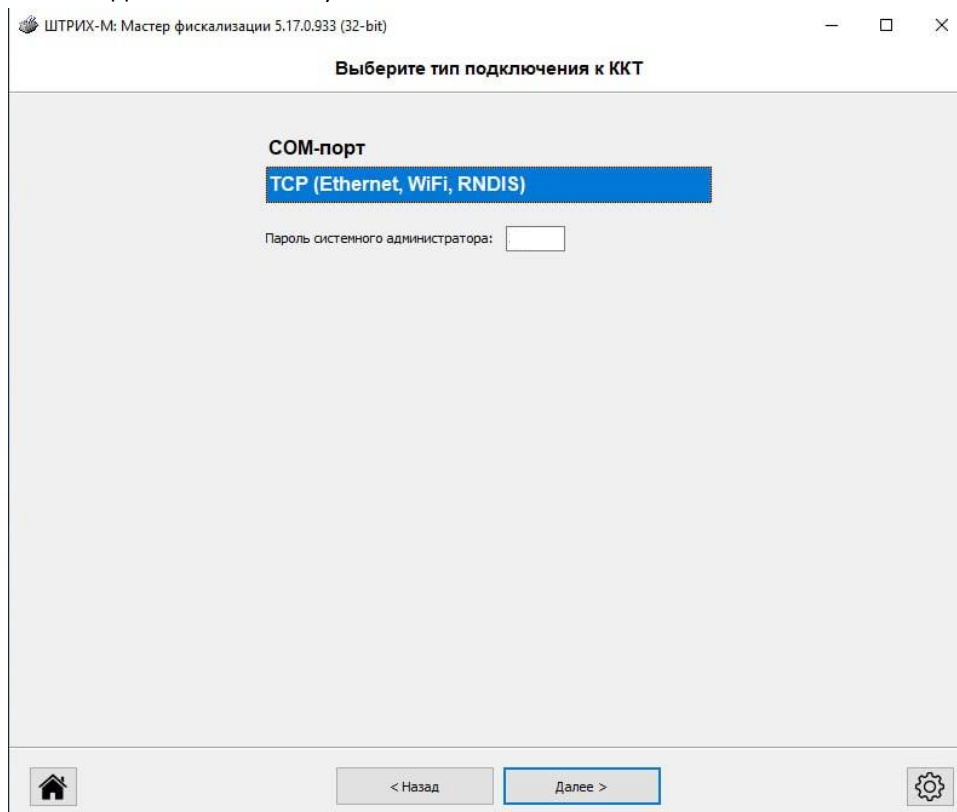 ШТРИХ-М: Мастер фискализации 5.17.0.933 (32-bit)
Выберите тип подключения к ККТ
COM-порт
TCP (Ethernet, WiFi, RNDIS)
Пароль системного администратора:
< Назад
Далее >